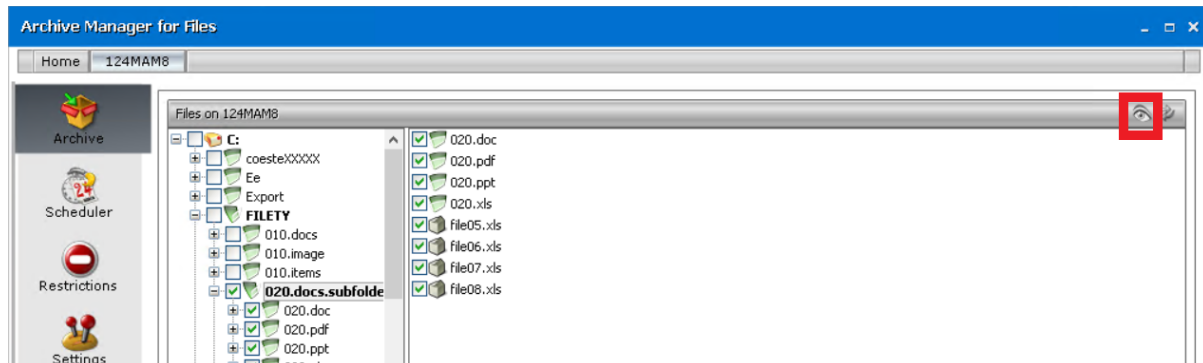 Archive Manager for Files
Home 124MAM8
Archive
Scheduler
Restrictions
Settings
Files on 124MAM8
C:
coesteXXXXX
Ee
Export
FILETY
010.docs
010.image
010.items
020.docs.subfolde
020.doc
020.pdf
020.ppt
020.doc
020.pdf
020.ppt
020.xls
file05.xls
file06.xls
file07.xls
file08.xls